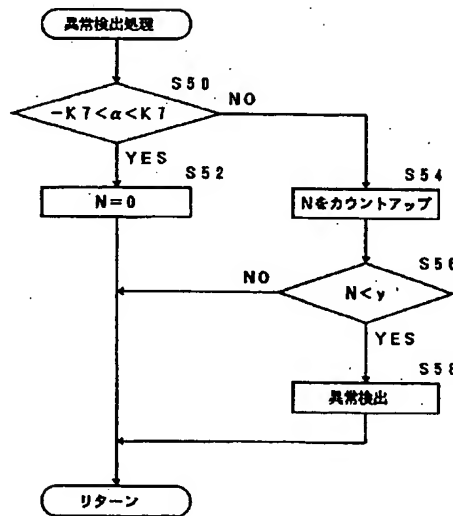 異常検出処理
S50
−K7<α<K7
NO
YES
S52
S54
N=0
Nをカウントアップ
S56
NO
N<y
YES
S58
異常検出
リターン